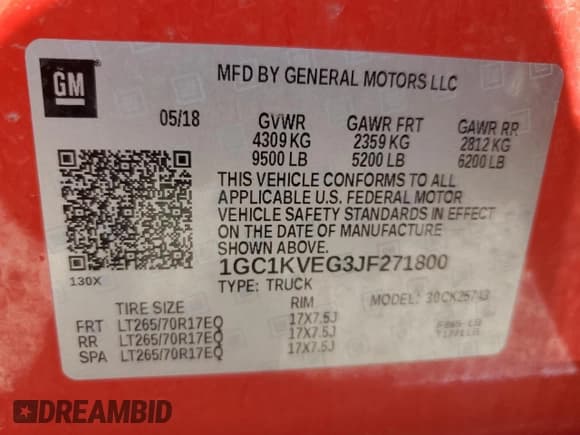 GM
MFD BY GENERAL MOTORS LLC
05/18 GVWR GAWR FRT GAWR RR
4309 KG 2359 KG 2812 KG
9500 LB 5200 LB 6200 LB
THIS VEHICLE CONFORMS TO ALL
APPLICABLE U.S. FEDERAL MOTOR
VEHICLE SAFETY STANDARDS IN EFFECT
ON THE DATE OF MANUFACTURE
SHOWN ABOVE.
130X 1GC1KVEG3JF271800
TYPE: TRUCK MODEL:
TIRE SIZE RIM
FRT LT265/70R17EQ 17X7.5J
RR LT265/70R17EQ 17X7.5J
SPA LT265/70R17EQ 17X7.5J
DREAMBID